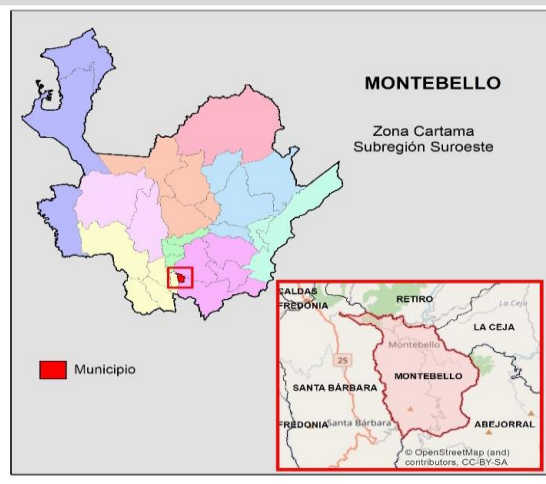 MONTEBELLO
Zona Cartama
Subregión Suroeste
Municipio
CALDAS
FREDONIA
RETIRO
La Ceja
LA CEJA
Montebello
25
MONTEBELLO
SANTA BÁRBARA
FREDONIA
Santa Bárbara
ABEJORRAL
© OpenStreetMap (and)
contributors, CC-BY-SA